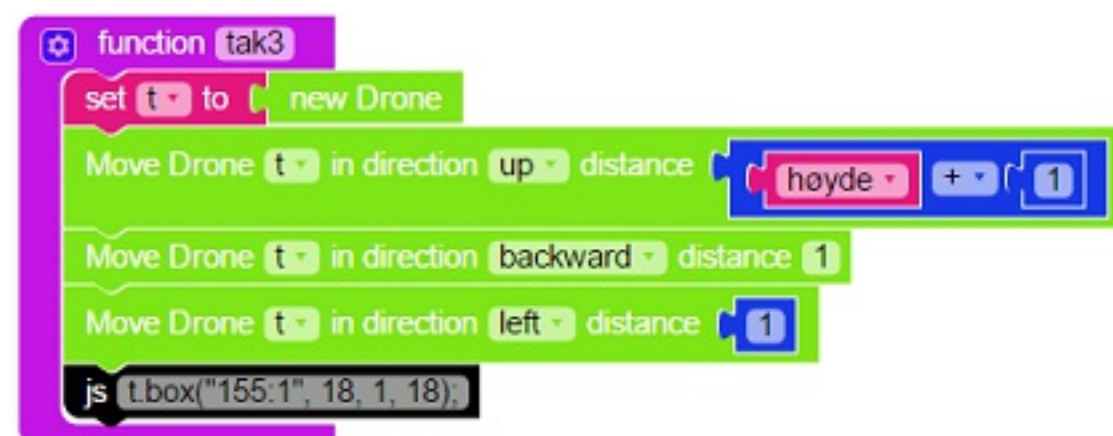 function tak3
set t to new Drone
Move Drone t in direction up distance høyde + 1
Move Drone t in direction backward distance 1
Move Drone t in direction left distance 1
js t.box("155:1", 18, 1, 18);